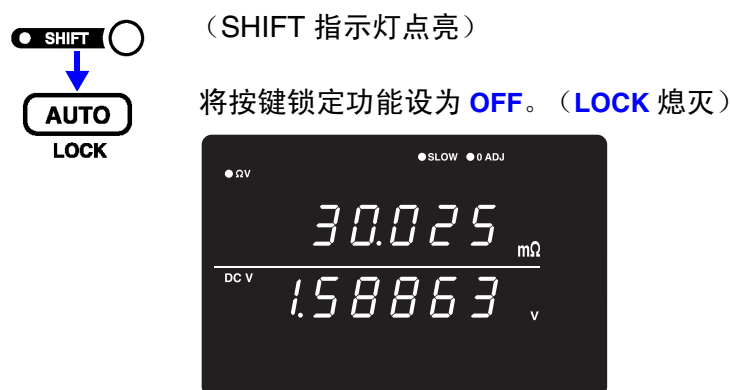 ● SHIFT
（SHIFT 指示灯点亮）
AUTO
LOCK
将按键锁定功能设为 OFF。（LOCK 熄灭）
●SLOW ●0 ADJ
●ΩV
30.025 mΩ
DC V
1.58863 V